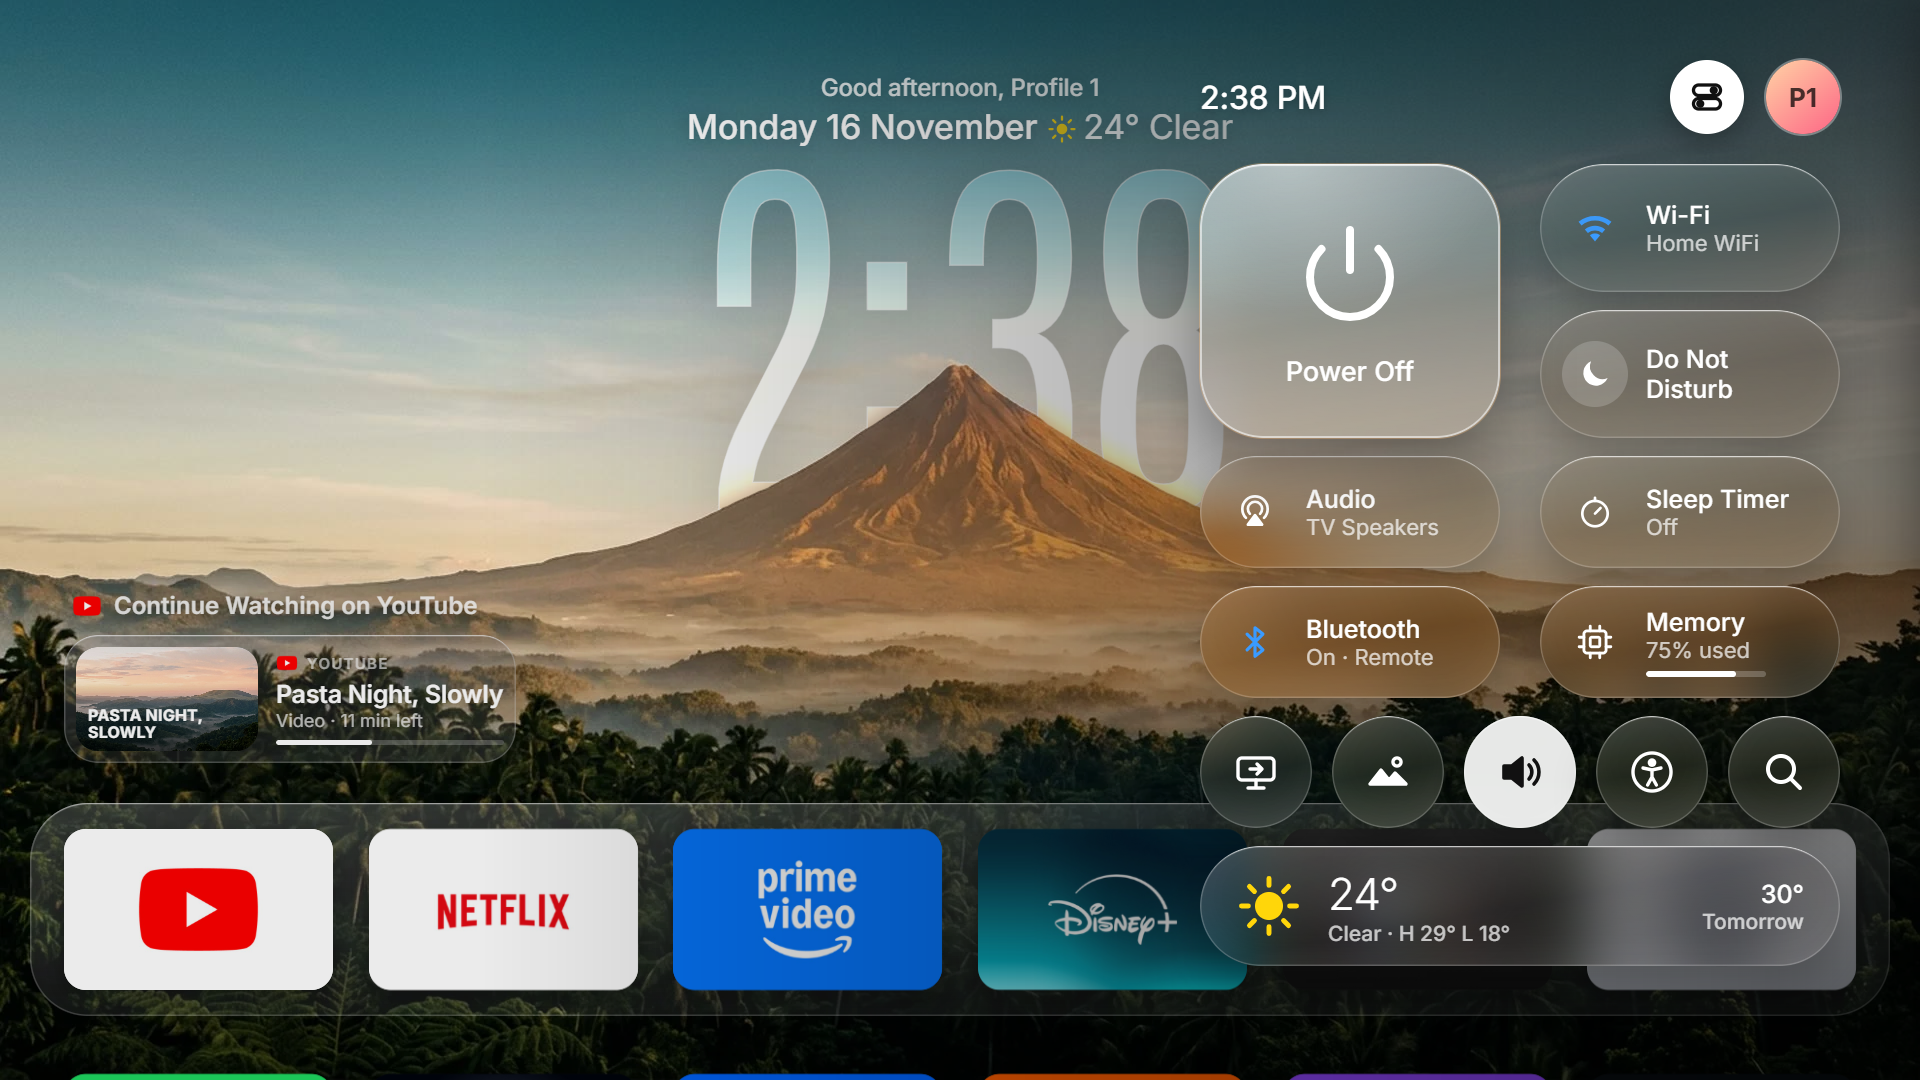 Good afternoon, Profile 1
Monday 16 November 24° Clear
2:38 PM
P1
2:38
Power Off
Wi-Fi
Home WiFi
Do Not
Disturb
Audio
TV Speakers
Sleep Timer
Off
Bluetooth
On · Remote
Memory
75% used
Continue Watching on YouTube
PASTA NIGHT,
SLOWLY
YOUTUBE
Pasta Night, Slowly
Video · 11 min left
NETFLIX
prime
video
Disney+
24°
Clear · H 29° L 18°
30°
Tomorrow